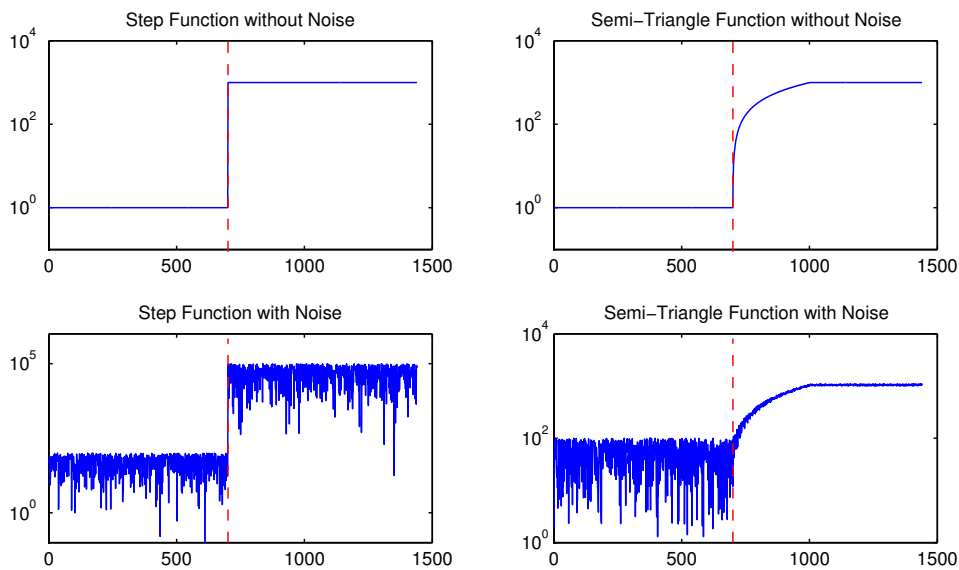 Step Function without Noise
10^4
10^2
10^0
0 500 1000 1500
Semi−Triangle Function without Noise
10^4
10^2
10^0
0 500 1000 1500
Step Function with Noise
10^5
10^0
0 500 1000 1500
Semi−Triangle Function with Noise
10^4
10^2
10^0
0 500 1000 1500